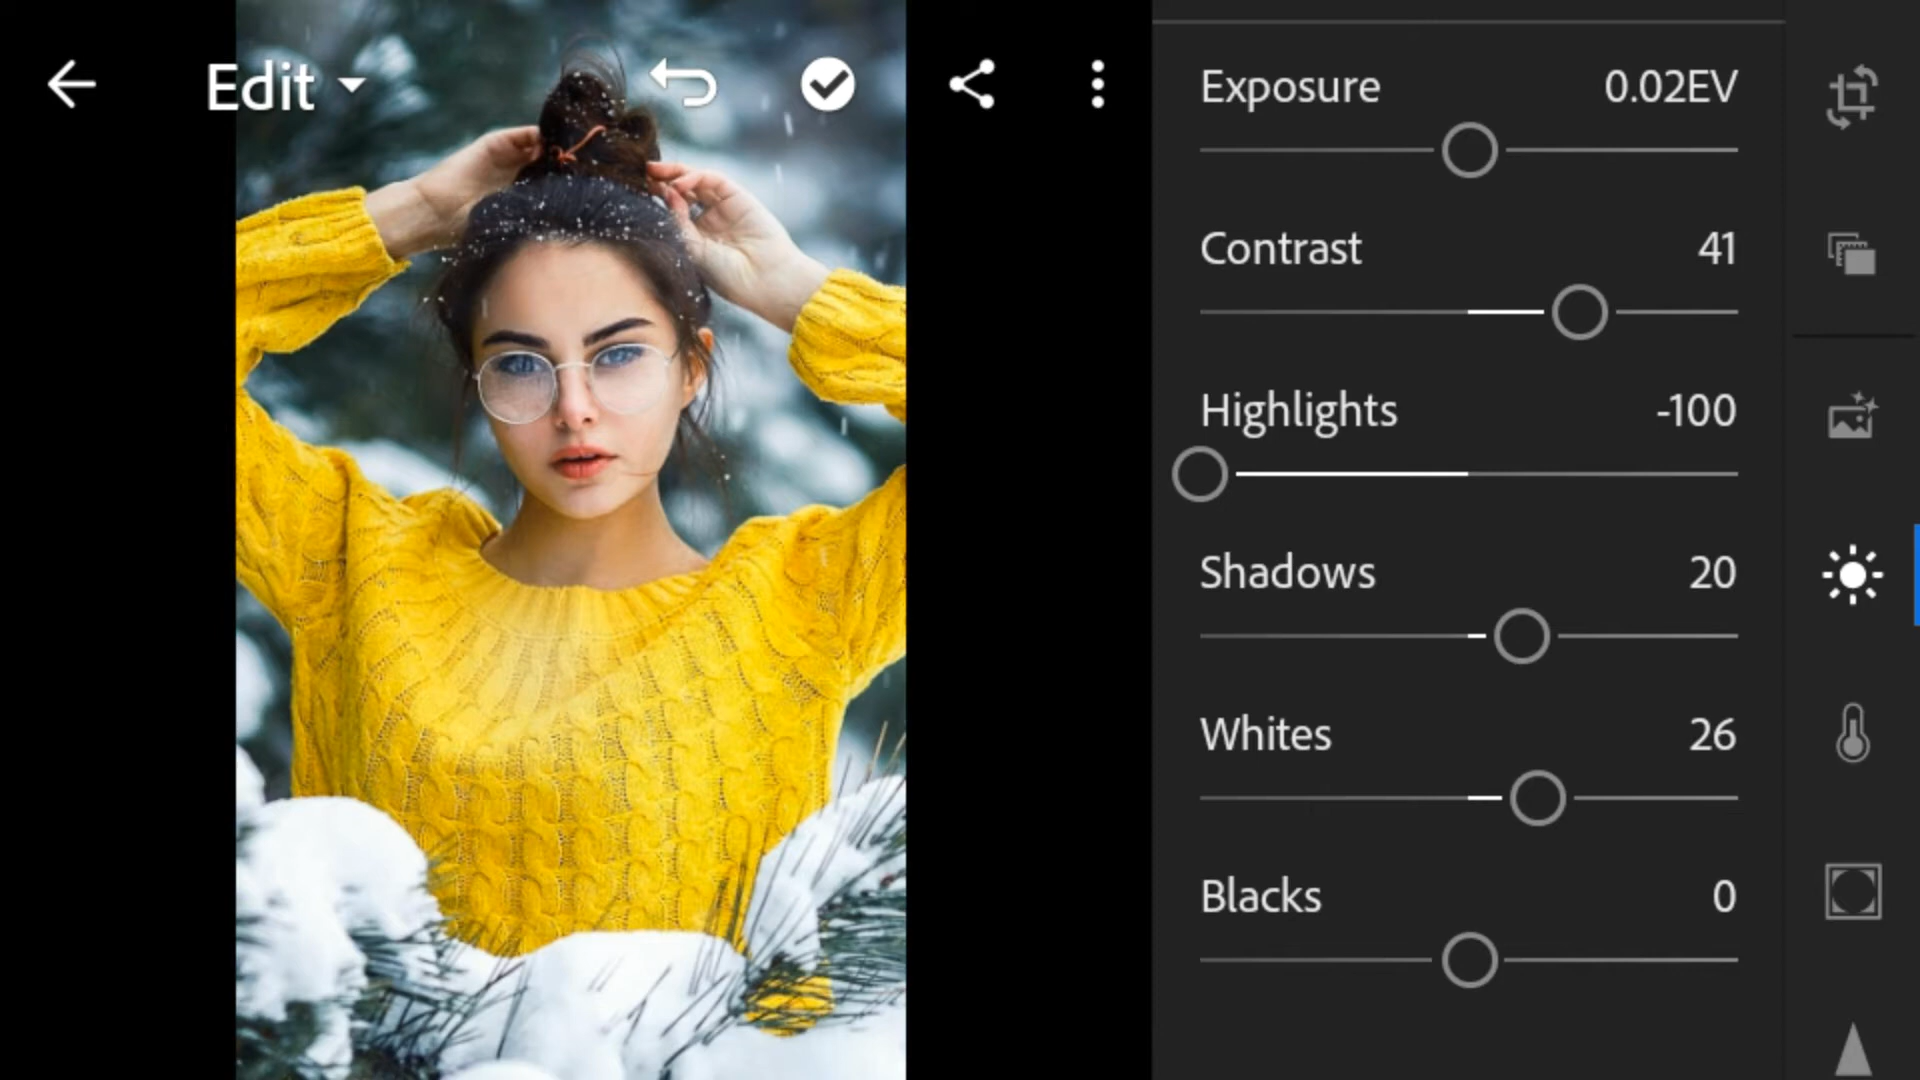 Edit
Exposure 0.02EV
Contrast 41
Highlights -100
Shadows 20
Whites 26
Blacks 0